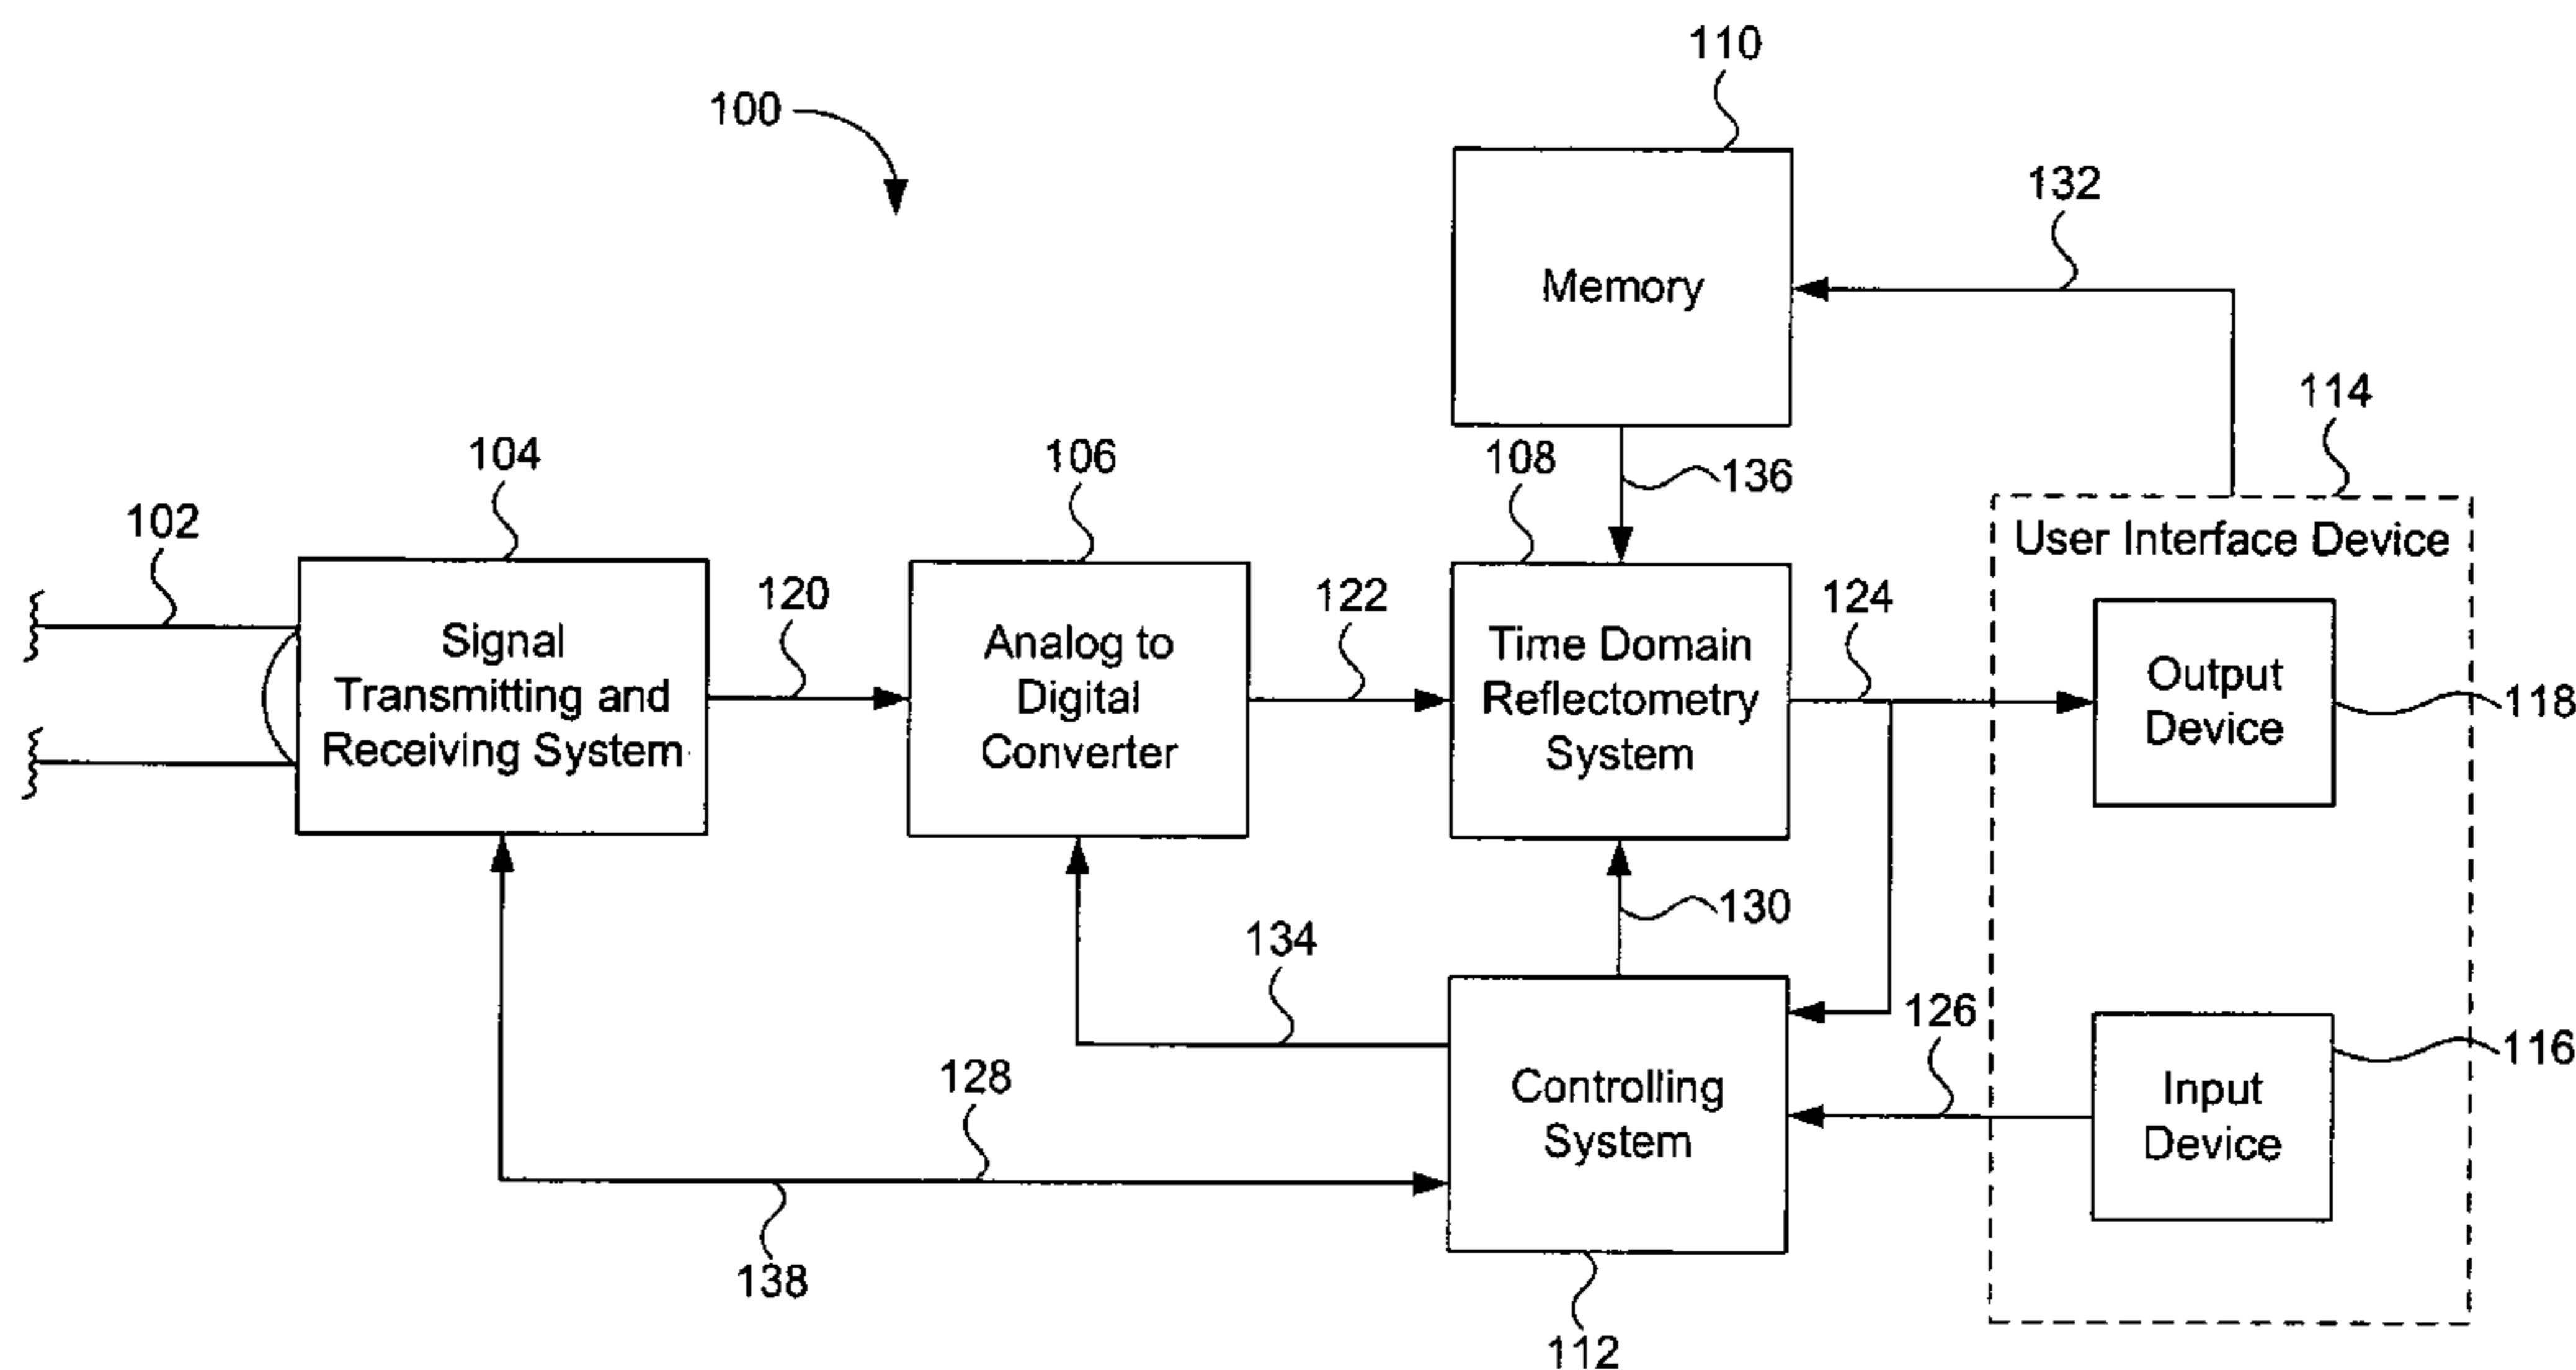 110
100
132
Memory
114
104
106
108
136
102
User Interface Device
120
122
124
Signal
Transmitting and
Receiving System
Analog to
Digital
Converter
Time Domain
Reflectometry
System
Output
Device
118
130
134
126
116
128
Controlling
System
Input
Device
138
112